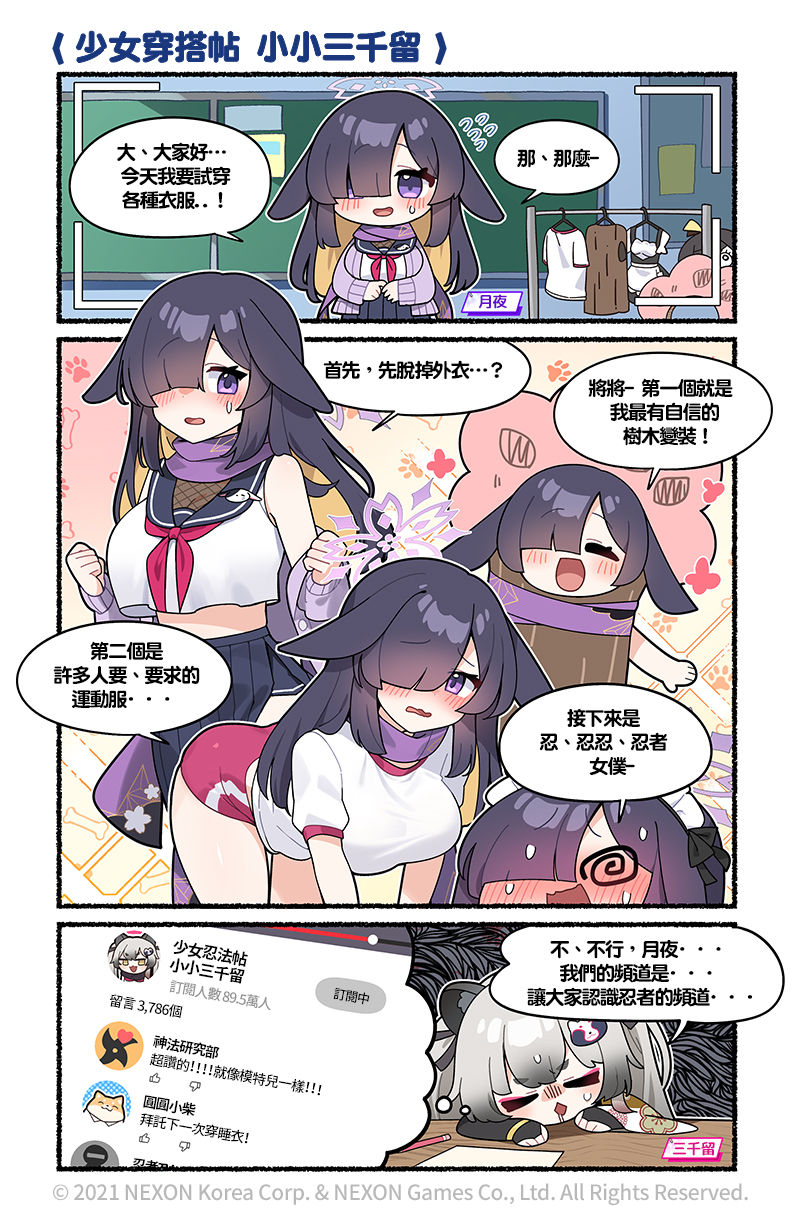 《少女穿搭帖 小小三千留》
大、大家好⋯
今天我要試穿
各種衣服..！
那、那麼–
月夜
首先，先脫掉外衣⋯？
將將– 第一個就是
我最有自信的
樹木變裝！
第二個是
許多人要、要求的
運動服・・・
接下來是
忍、忍忍、忍者
女僕–
少女忍法帖
小小三千留
訂閱人數 89.5萬人
訂閱中
留言 3,786個
神法研究部
超讚的!!!!就像模特兒一樣!!!
圓圓小柴
拜託下一次穿睡衣!
不、不行，月夜・・・
我們的頻道是・・・
讓大家認識忍者的頻道・・・
三千留
© 2021 NEXON Korea Corp. & NEXON Games Co., Ltd. All Rights Reserved.